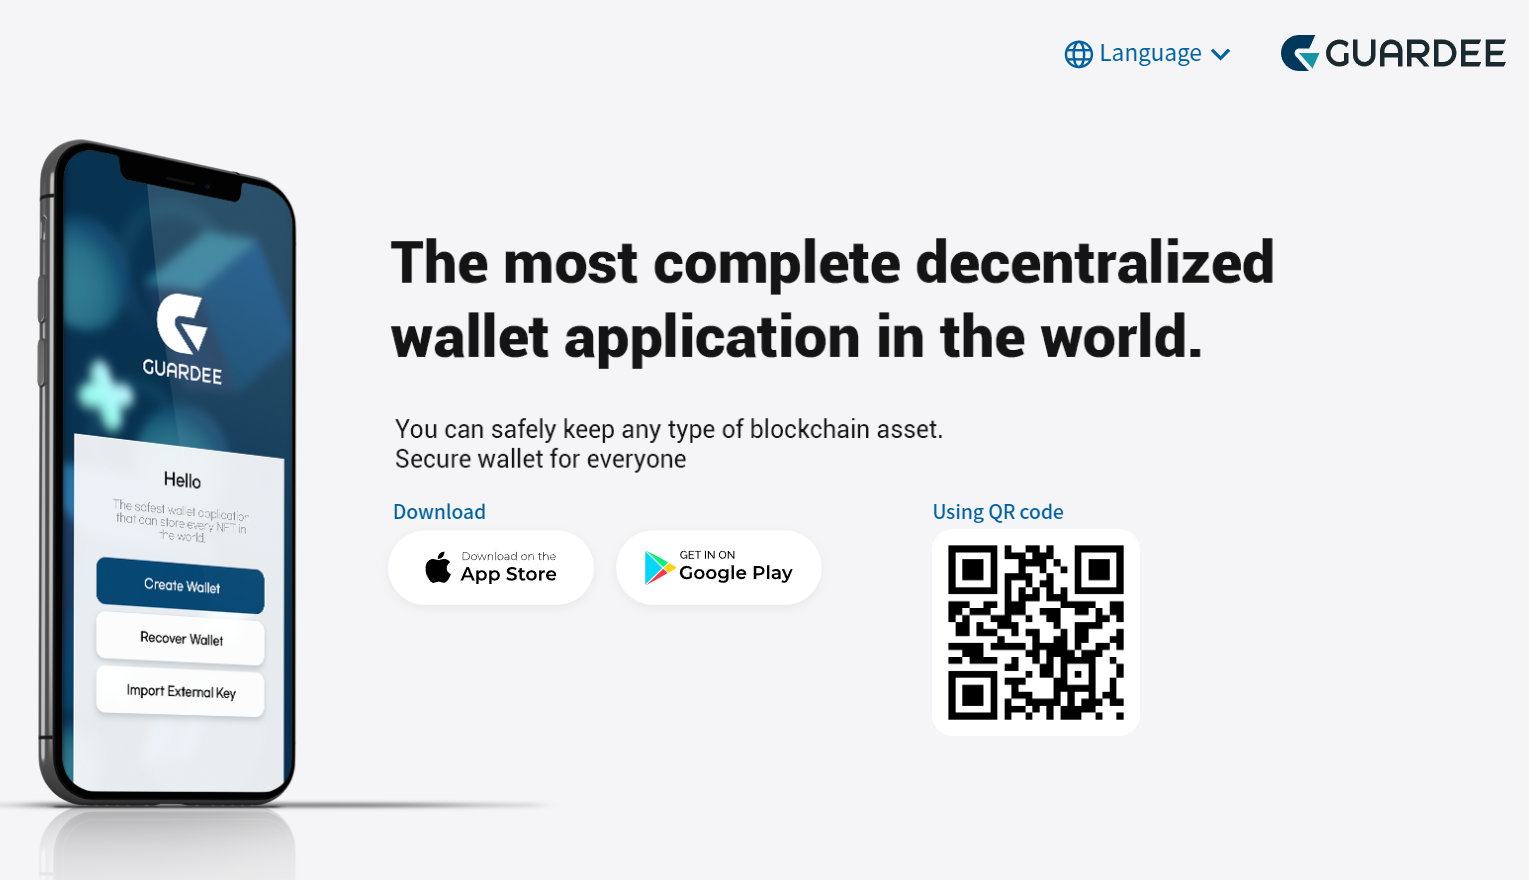 Language
GUARDEE
The most complete decentralized
wallet application in the world.
You can safely keep any type of blockchain asset.
Secure wallet for everyone
Download
Download on the
App Store
GET IN ON
Google Play
Using QR code
GUARDEE
Hello
The safest wallet application
that can store every NFT in
the world.
Create Wallet
Recover Wallet
Import External Key